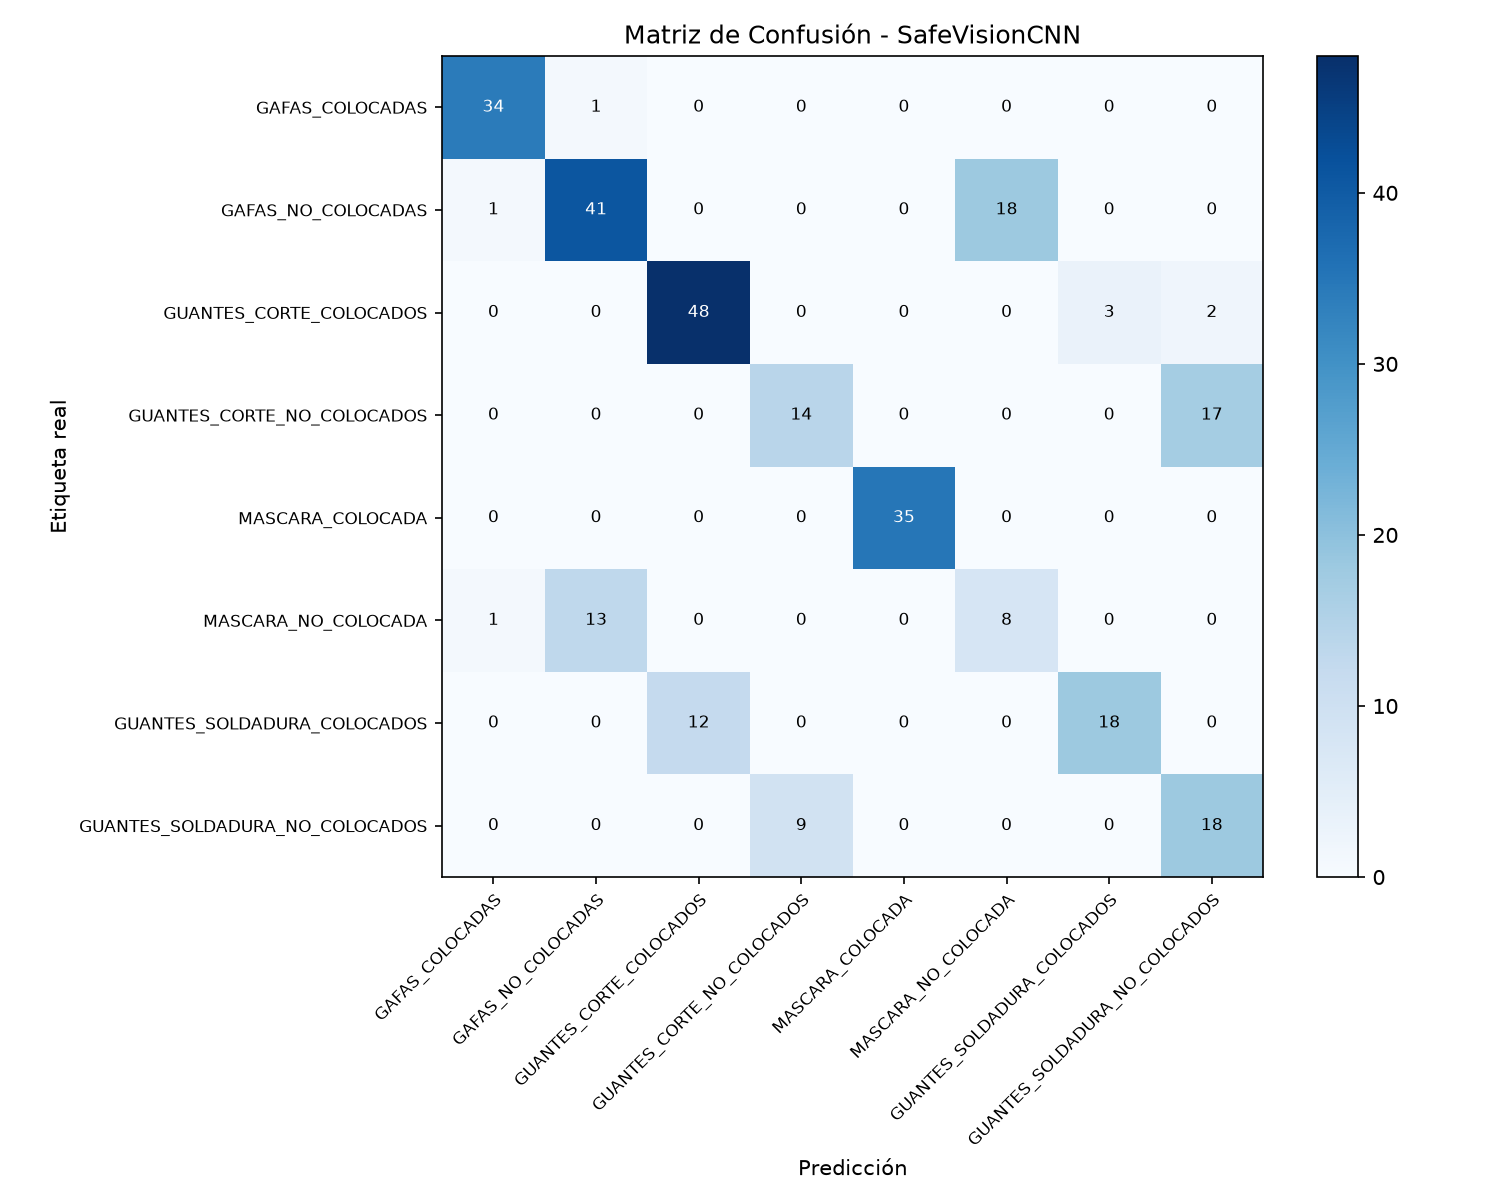 Matriz de Confusión - SafeVisionCNN
GAFAS_COLOCADAS 34 1 0 0 0 0 0 0
GAFAS_NO_COLOCADAS 1 41 0 0 0 18 0 0
GUANTES_CORTE_COLOCADOS 0 0 48 0 0 0 3 2
GUANTES_CORTE_NO_COLOCADOS 0 0 0 14 0 0 0 17
MASCARA_COLOCADA 0 0 0 0 35 0 0 0
MASCARA_NO_COLOCADA 1 13 0 0 0 8 0 0
GUANTES_SOLDADURA_COLOCADOS 0 0 12 0 0 0 18 0
GUANTES_SOLDADURA_NO_COLOCADOS 0 0 0 9 0 0 0 18
Etiqueta real
GAFAS_COLOCADAS
GAFAS_NO_COLOCADAS
GUANTES_CORTE_COLOCADOS
GUANTES_CORTE_NO_COLOCADOS
MASCARA_COLOCADA
MASCARA_NO_COLOCADA
GUANTES_SOLDADURA_COLOCADOS
GUANTES_SOLDADURA_NO_COLOCADOS
Predicción
40
30
20
10
0